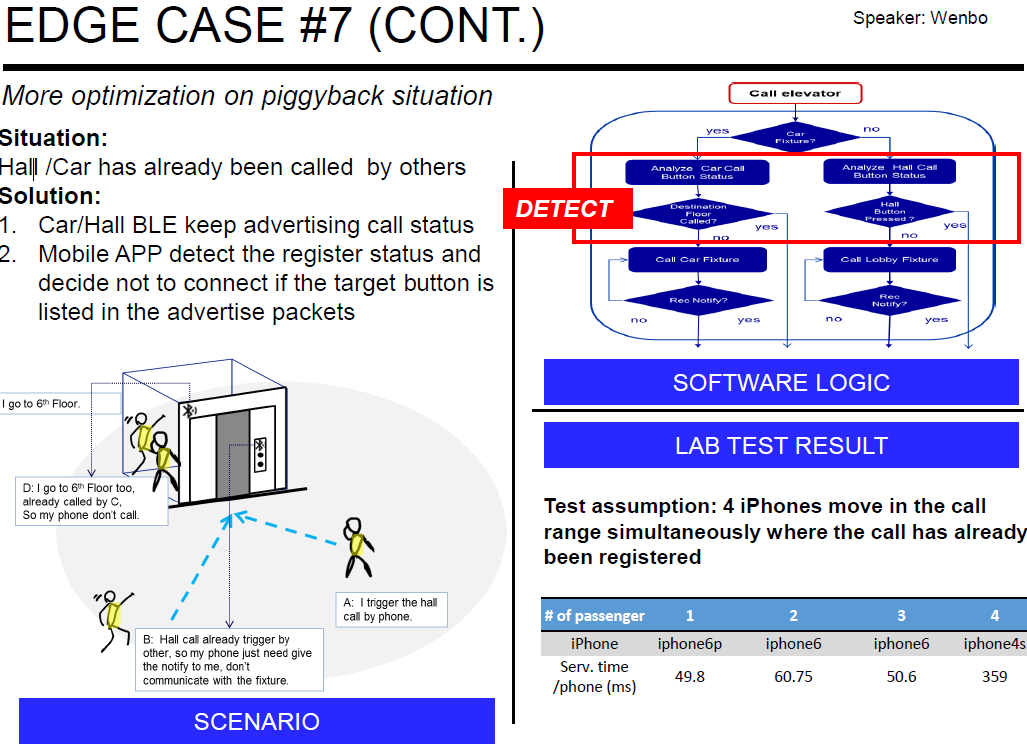 EDGE CASE #7 (CONT.)
Speaker: Wenbo
More optimization on piggyback situation
Situation:
Hall /Car has already been called by others
Solution:
1. Car/Hall BLE keep advertising call status
2. Mobile APP detect the register status and
decide not to connect if the target button is
listed in the advertise packets
I go to 6th Floor.
D: I go to 6th Floor too,
already called by C,
So my phone don't call.
A: I trigger the hall
call by phone.
B: Hall call already trigger by
other, so my phone just need give
the notify to me, don't
communicate with the fixture.
SCENARIO
Call elevator
yes
Car
Fixture?
no
Analyze Car Call
Button Status
Analyze Hall Call
Button Status
DETECT
Destination
Floor
Called?
yes
no
Hall
Button
Pressed?
yes
no
Call Car Fixture
Call Lobby Fixture
Rec Notify?
no
yes
Rec
Notify?
no
yes
SOFTWARE LOGIC
LAB TEST RESULT
Test assumption: 4 iPhones move in the call
range simultaneously where the call has already
been registered
# of passenger 1 2 3 4
iPhone iphone6p iphone6 iphone6 iphone4s
Serv. time
/phone (ms) 49.8 60.75 50.6 359